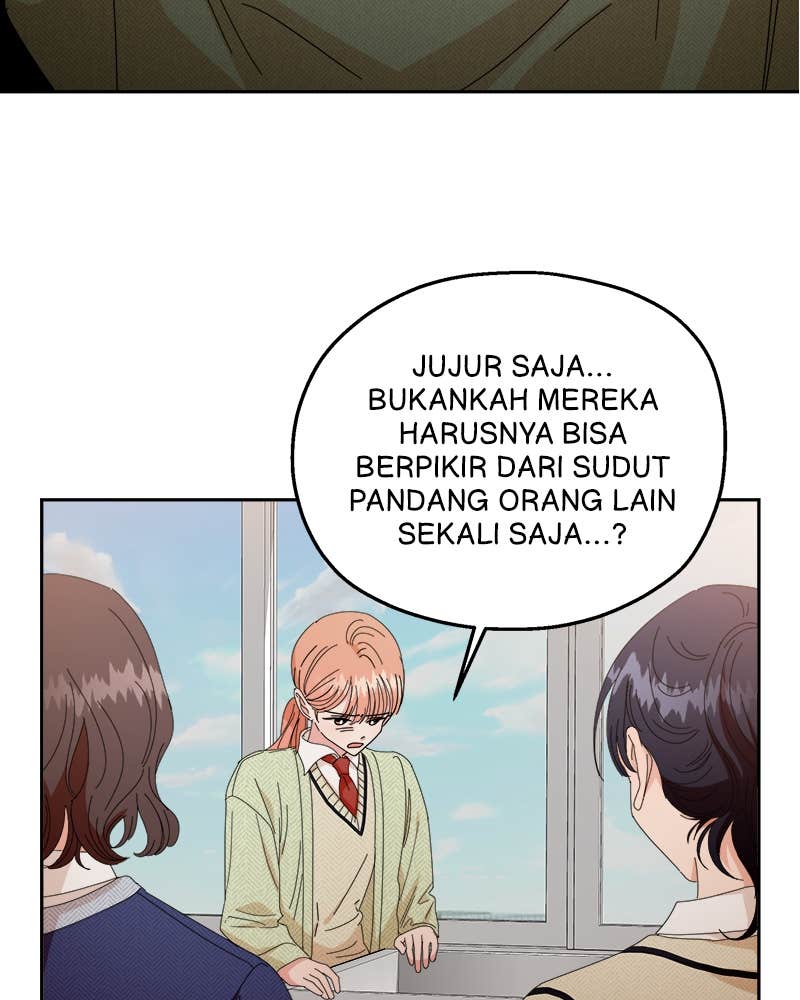 JUJUR SAJA...
BUKANKAH MEREKA
HARUSNYA BISA
BERPIKIR DARI SUDUT
PANDANG ORANG LAIN
SEKALI SAJA...?